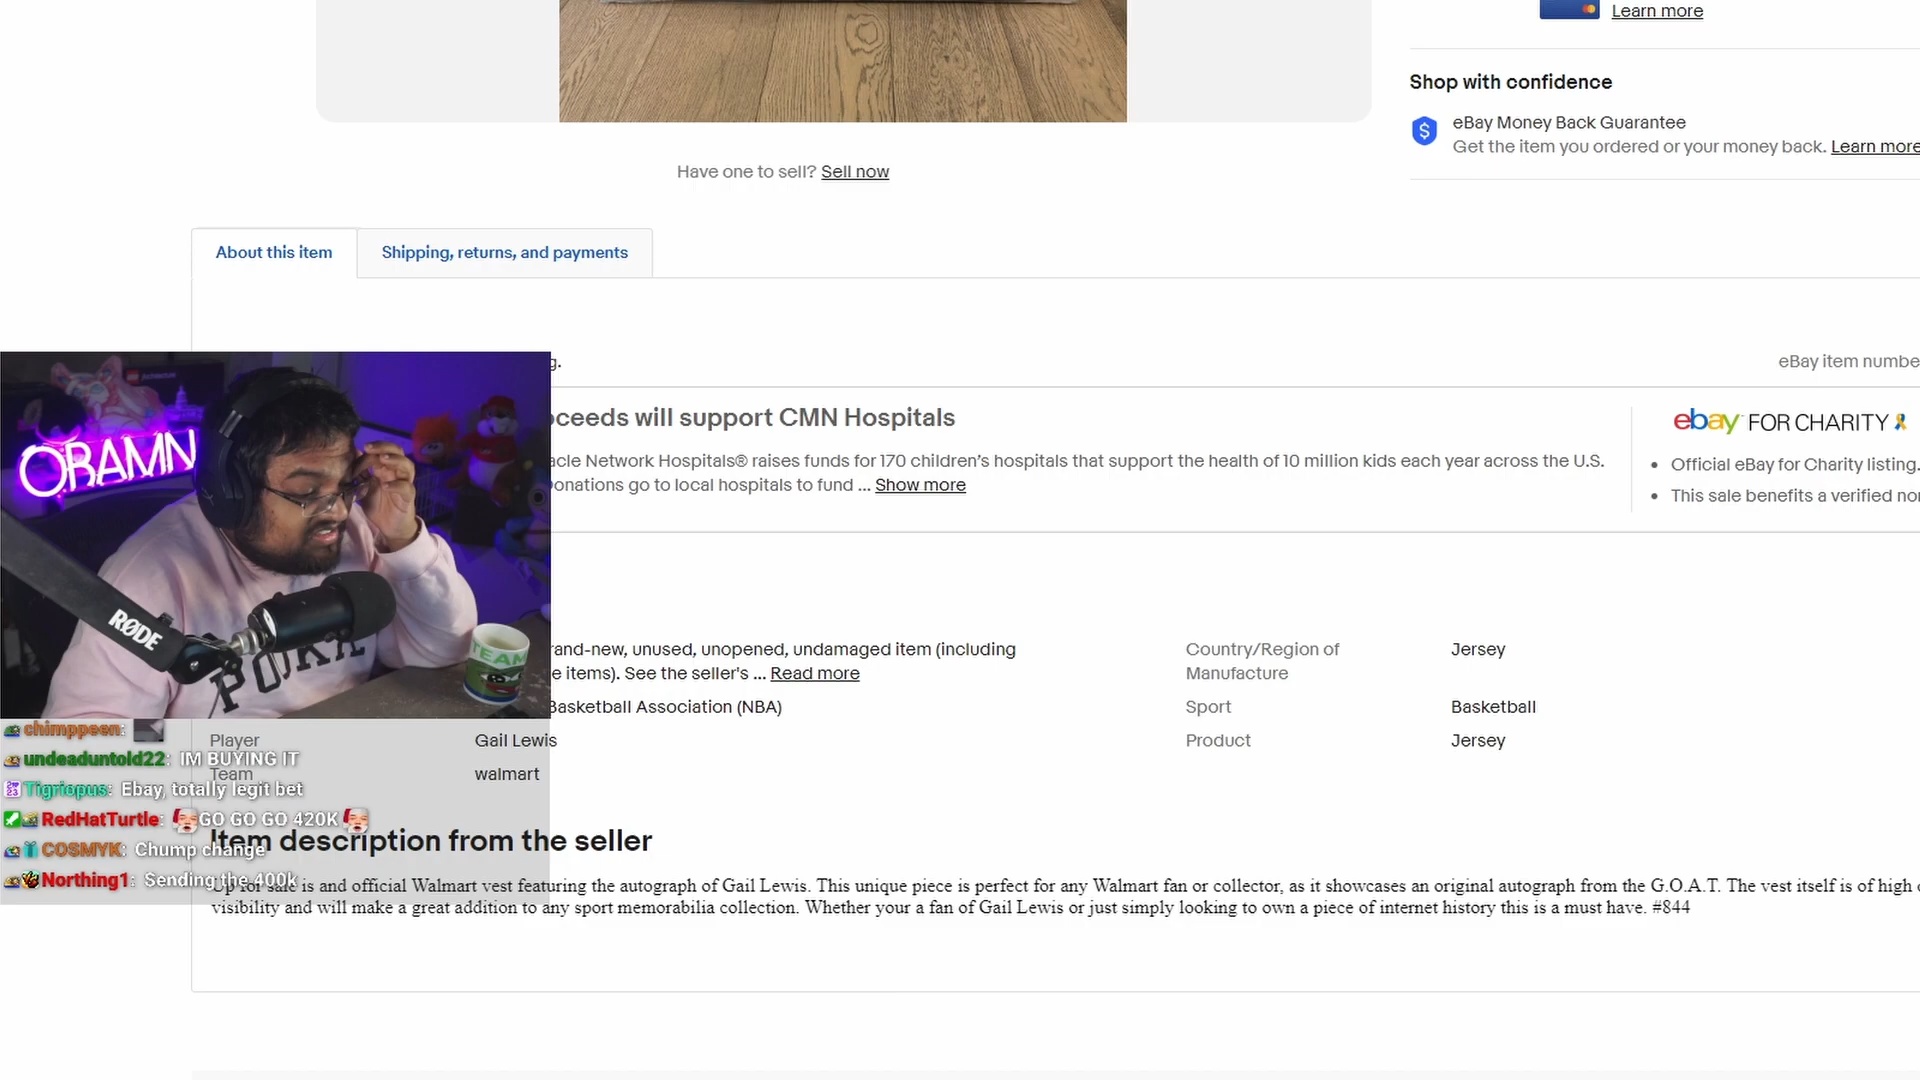 Learn more
Shop with confidence
eBay Money Back Guarantee
Get the item you ordered or your money back. Learn more
Have one to sell? Sell now
About this item
Shipping, returns, and payments
g.
eBay item numbe
oceeds will support CMN Hospitals
acle Network Hospitals® raises funds for 170 children's hospitals that support the health of 10 million kids each year across the U.S.
onations go to local hospitals to fund ... Show more
ebay FOR CHARITY
• Official eBay for Charity listing.
• This sale benefits a verified no
OBAMN
RØDE
TEAM
rand-new, unused, unopened, undamaged item (including
e items). See the seller's ... Read more
Country/Region of
Manufacture
Jersey
Basketball Association (NBA)
Sport
Basketball
Player
Gail Lewis
Product
Jersey
Team
walmart
chimppeen:
undeaduntold22: IM BUYING IT
Tigriopus: Ebay, totally legit bet
RedHatTurtle: GO GO GO 420K
COSMYK: Chump change
Northing1: Sending the 400k
Item description from the seller
Up for sale is and official Walmart vest featuring the autograph of Gail Lewis. This unique piece is perfect for any Walmart fan or collector, as it showcases an original autograph from the G.O.A.T. The vest itself is of high
visibility and will make a great addition to any sport memorabilia collection. Whether your a fan of Gail Lewis or just simply looking to own a piece of internet history this is a must have. #844